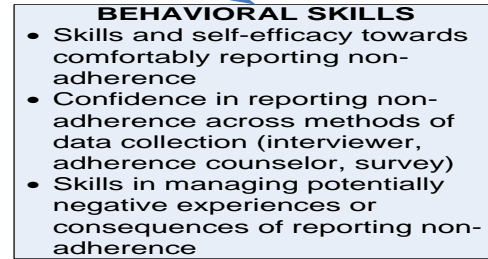 BEHAVIORAL SKILLS
• Skills and self-efficacy towards
comfortably reporting non-
adherence
• Confidence in reporting non-
adherence across methods of
data collection (interviewer,
adherence counselor, survey)
• Skills in managing potentially
negative experiences or
consequences of reporting non-
adherence